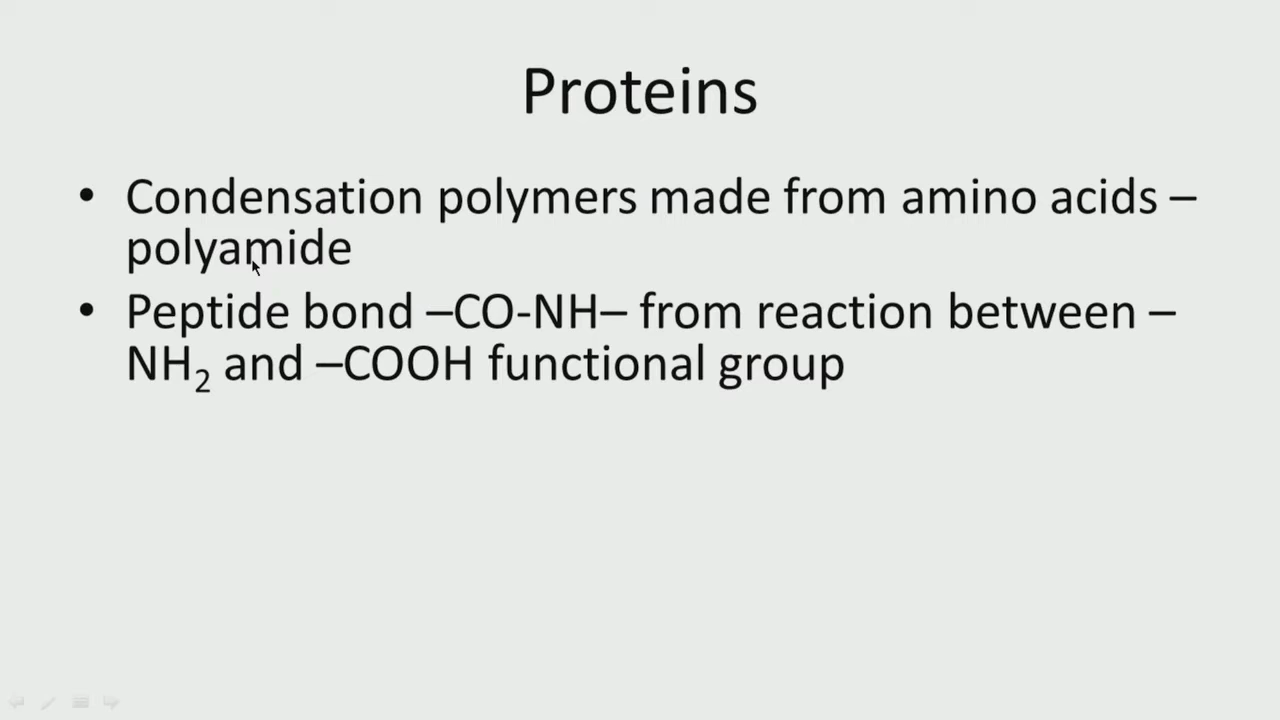 Proteins
• Condensation polymers made from amino acids –
polyamide
• Peptide bond –CO-NH– from reaction between –
NH₂ and –COOH functional group